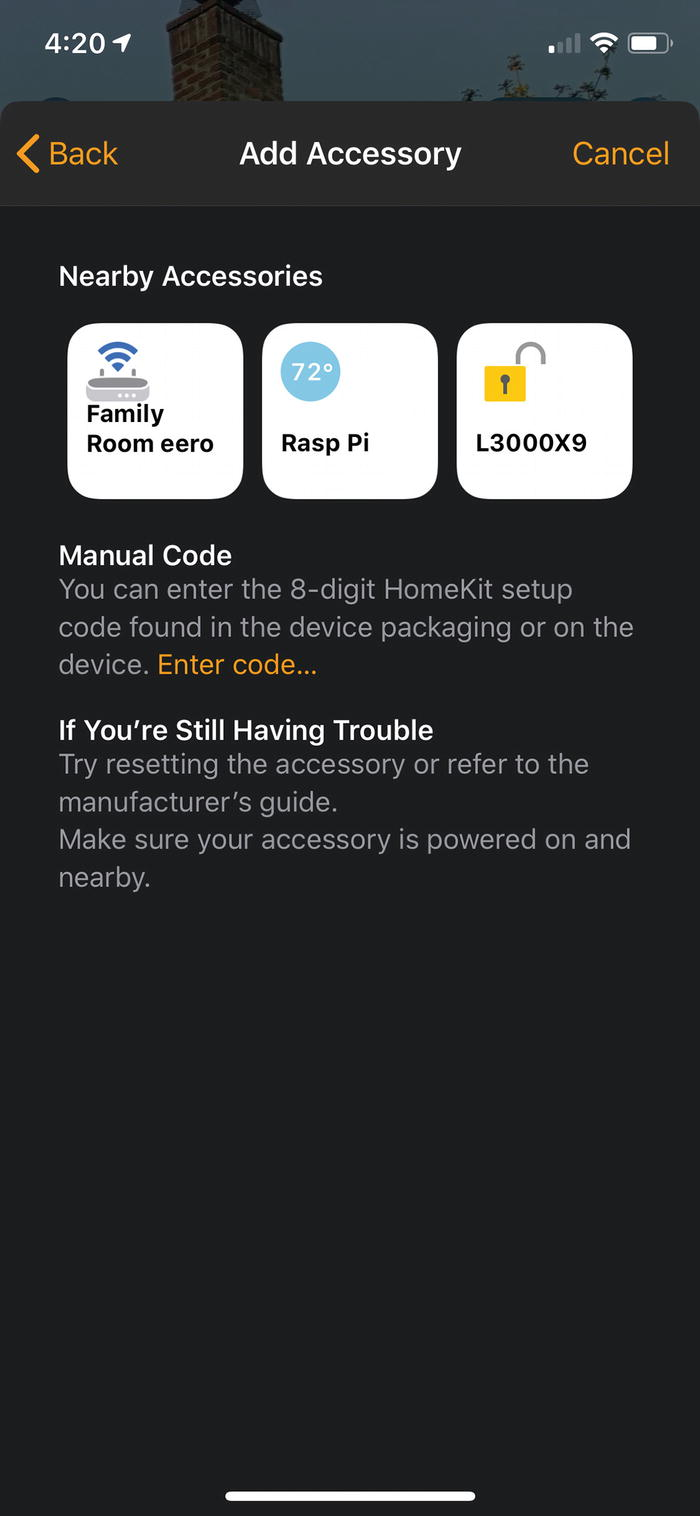 4:20
Back
Add Accessory
Cancel
Nearby Accessories
72°
Family
Room eero
Rasp Pi
L3000X9
Manual Code
You can enter the 8-digit HomeKit setup
code found in the device packaging or on the
device. Enter code...
If You’re Still Having Trouble
Try resetting the accessory or refer to the
manufacturer’s guide.
Make sure your accessory is powered on and
nearby.